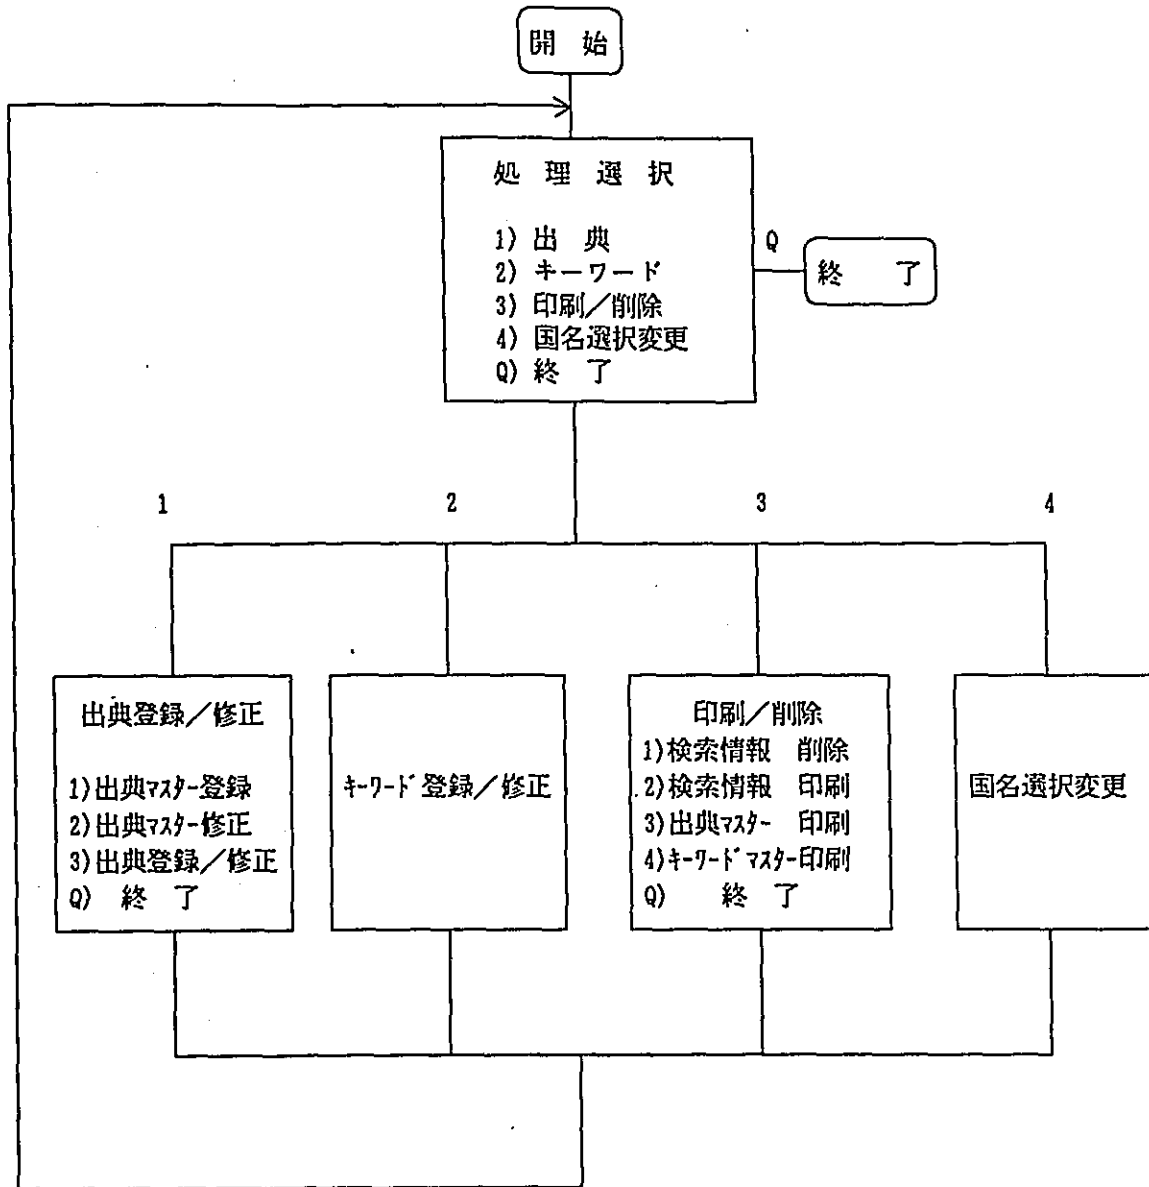 開 始
処 理 選 択
1) 出 典
2) キーワード
3) 印刷／削除
4) 国名選択変更
Q) 終 了
Q
終 了
1
2
3
4
出典登録／修正
1)出典ﾏｽﾀｰ登録
2)出典ﾏｽﾀｰ修正
3)出典登録／修正
Q) 終 了
ｷｰﾜｰﾄﾞ登録／修正
印刷／削除
1)検索情報 削除
2)検索情報 印刷
3)出典ﾏｽﾀｰ 印刷
4)ｷｰﾜｰﾄﾞﾏｽﾀｰ印刷
Q) 終 了
国名選択変更